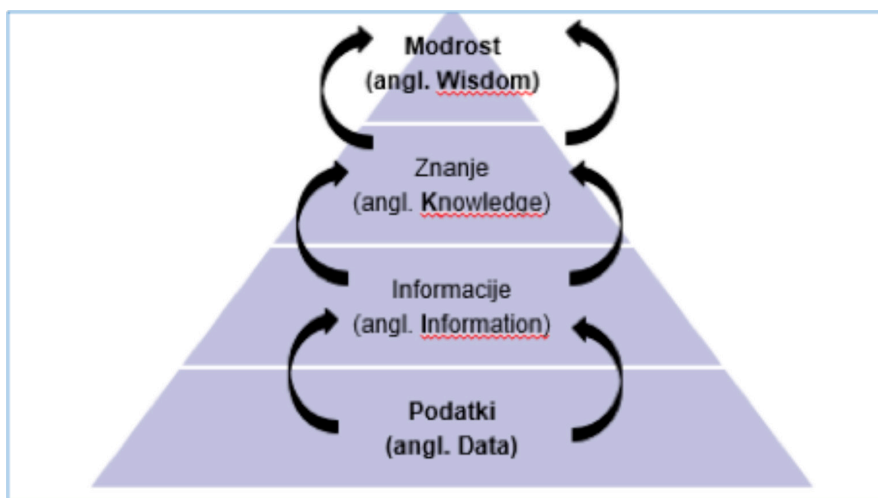 Modrost
(angl. Wisdom)
Znanje
(angl. Knowledge)
Informacije
(angl. Information)
Podatki
(angl. Data)